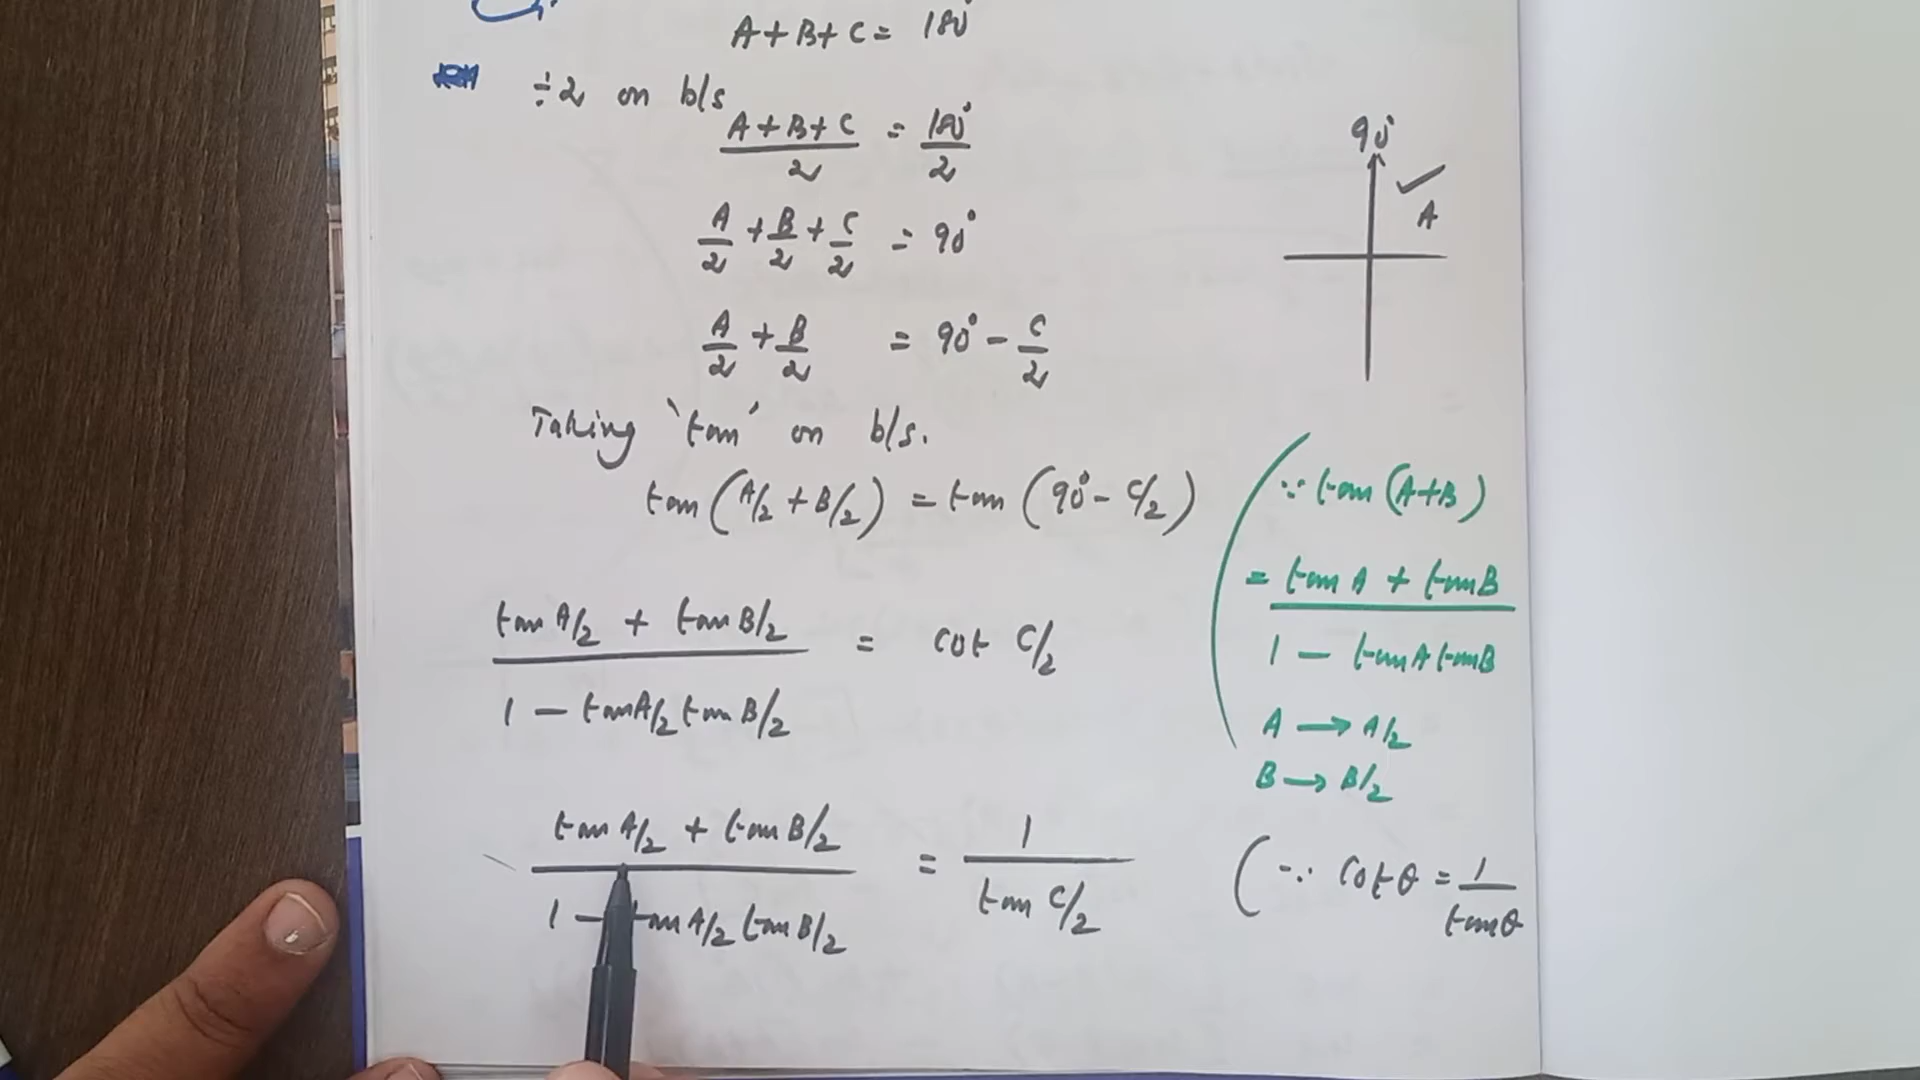 A + B + C = 180°
÷2 on b/s
A + B + C / 2 = 180° / 2
A/2 + B/2 + C/2 = 90°
A/2 + B/2 = 90° - C/2
Taking 'tan' on b/s.
tan (A/2 + B/2) = tan (90° - C/2)
tan A/2 + tan B/2 / 1 - tan A/2 tan B/2 = cot C/2
tan A/2 + tan B/2 / 1 - tan A/2 tan B/2 = 1 / tan C/2
90°
A
∵ tan (A+B)
= tan A + tan B / 1 - tan A tan B
A → A/2
B → B/2
( ∵ cot θ = 1 / tan θ